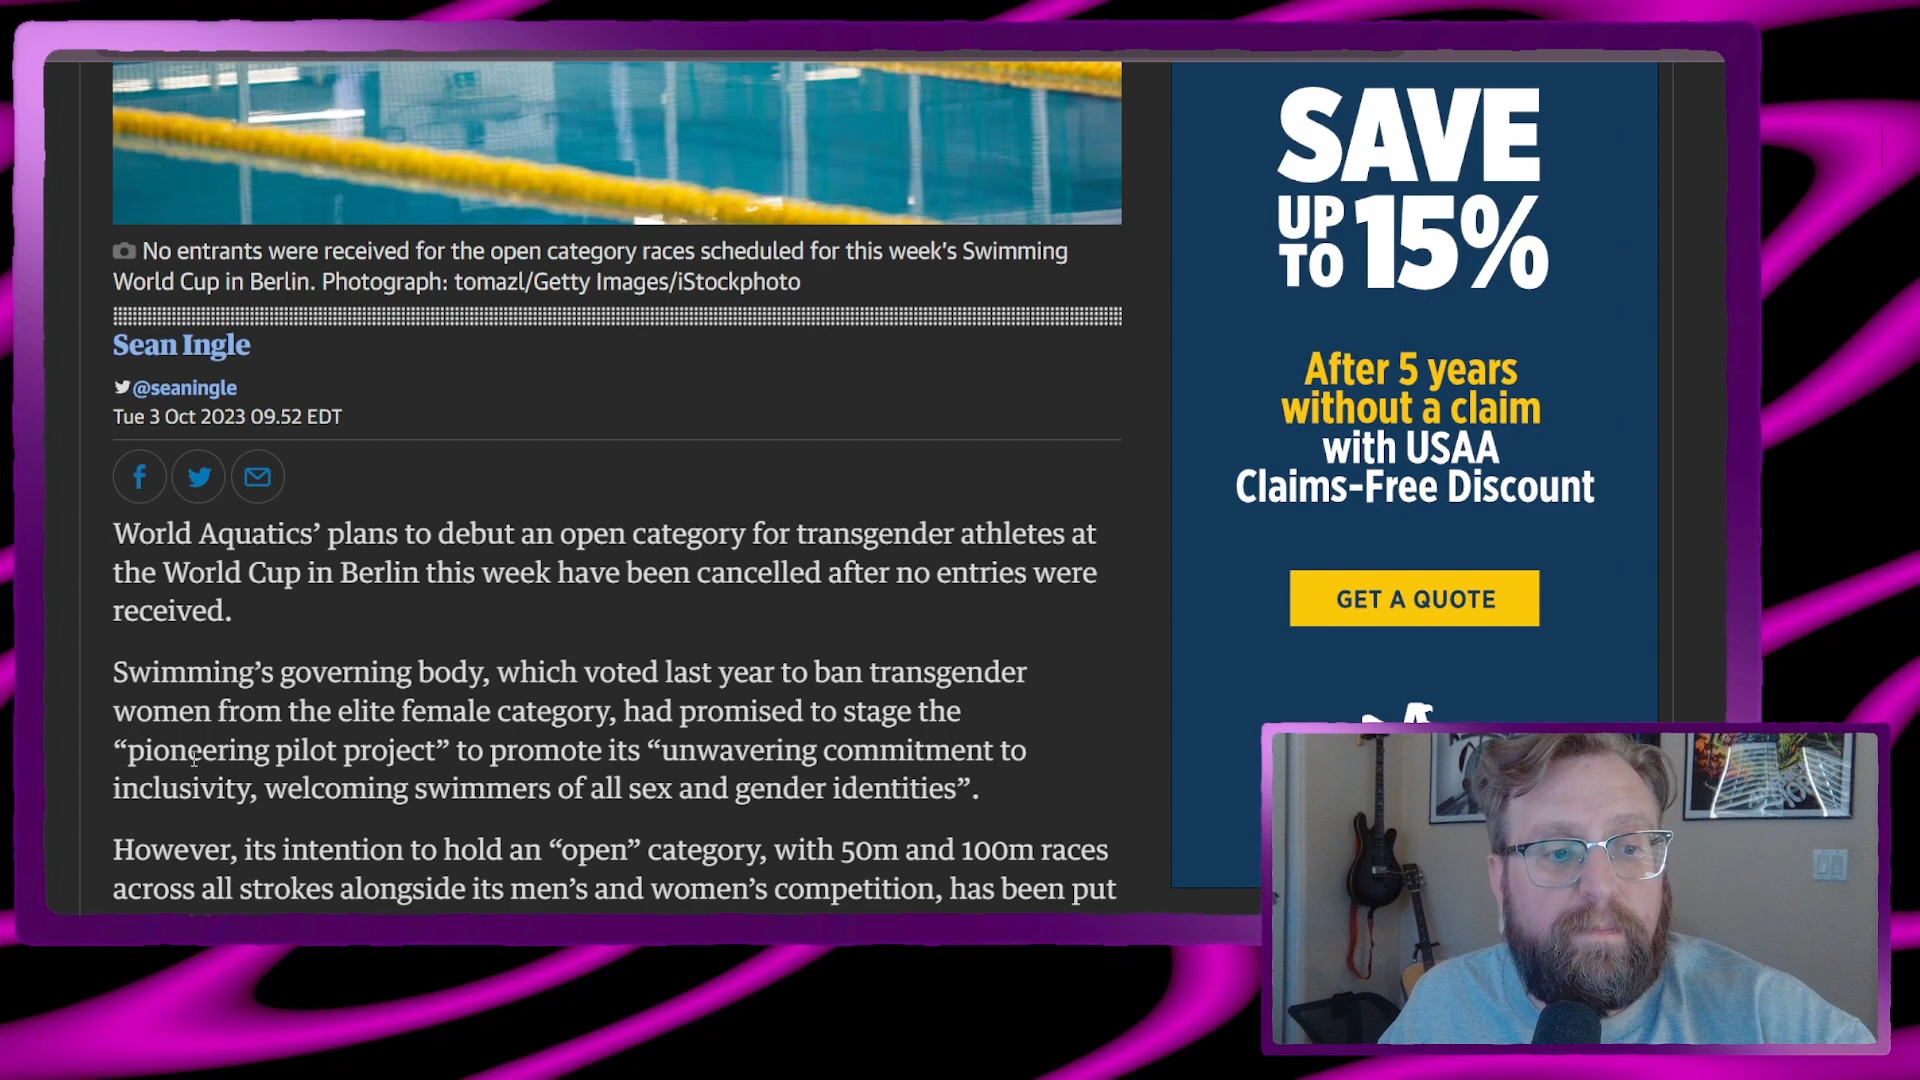 No entrants were received for the open category races scheduled for this week's Swimming
World Cup in Berlin. Photograph: tomazl/Getty Images/iStockphoto
Sean Ingle
@seaningle
Tue 3 Oct 2023 09.52 EDT
World Aquatics’ plans to debut an open category for transgender athletes at
the World Cup in Berlin this week have been cancelled after no entries were
received.
Swimming’s governing body, which voted last year to ban transgender
women from the elite female category, had promised to stage the
“pioneering pilot project” to promote its “unwavering commitment to
inclusivity, welcoming swimmers of all sex and gender identities”.
However, its intention to hold an “open” category, with 50m and 100m races
across all strokes alongside its men’s and women’s competition, has been put
SAVE
UP TO 15%
After 5 years
without a claim
with USAA
Claims-Free Discount
GET A QUOTE